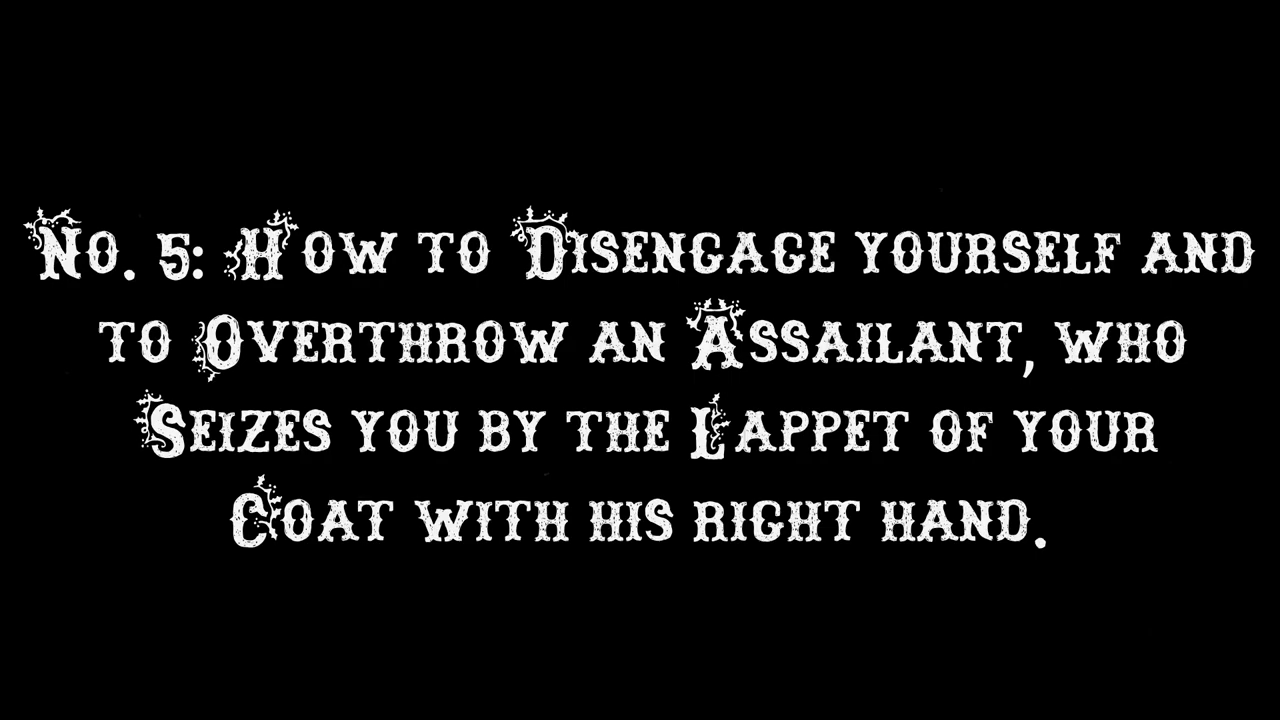 No. 5: How to Disengage yourself and
to Overthrow an Assailant, who
Seizes you by the Lappet of your
Coat with his right hand.